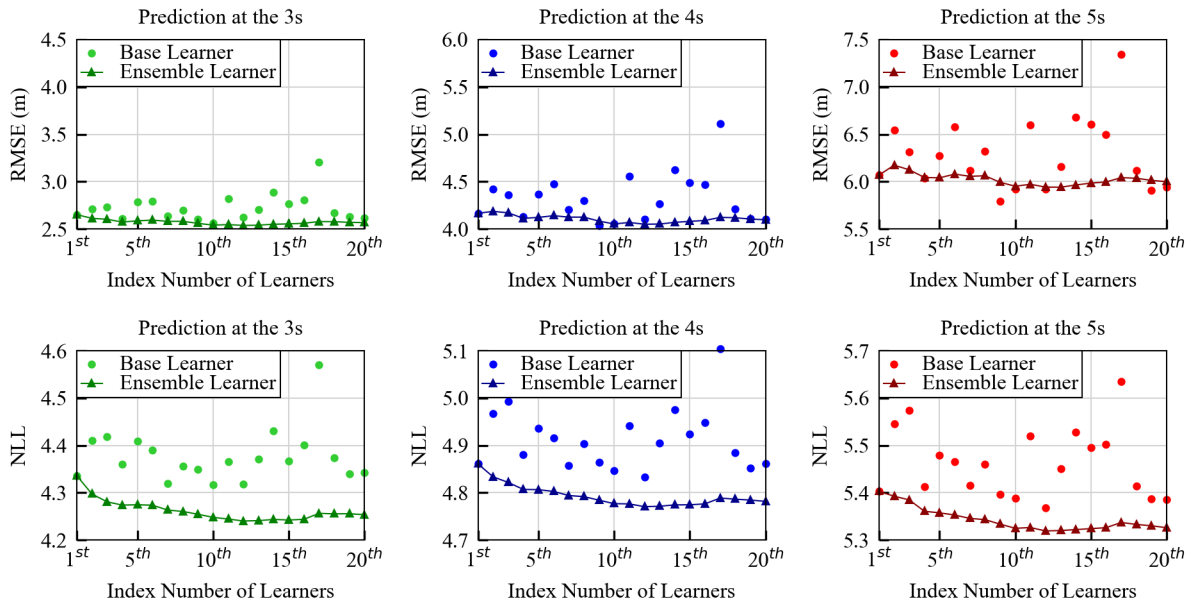 Prediction at the 3s
4.5
4.0
3.5
3.0
2.5
RMSE (m)
Base Learner
Ensemble Learner
1st 5th 10th 15th 20th
Index Number of Learners
Prediction at the 4s
6.0
5.5
5.0
4.5
4.0
RMSE (m)
Base Learner
Ensemble Learner
1st 5th 10th 15th 20th
Index Number of Learners
Prediction at the 5s
7.5
7.0
6.5
6.0
5.5
RMSE (m)
Base Learner
Ensemble Learner
1st 5th 10th 15th 20th
Index Number of Learners
Prediction at the 3s
4.6
4.5
4.4
4.3
4.2
NLL
Base Learner
Ensemble Learner
1st 5th 10th 15th 20th
Index Number of Learners
Prediction at the 4s
5.1
5.0
4.9
4.8
4.7
NLL
Base Learner
Ensemble Learner
1st 5th 10th 15th 20th
Index Number of Learners
Prediction at the 5s
5.7
5.6
5.5
5.4
5.3
NLL
Base Learner
Ensemble Learner
1st 5th 10th 15th 20th
Index Number of Learners